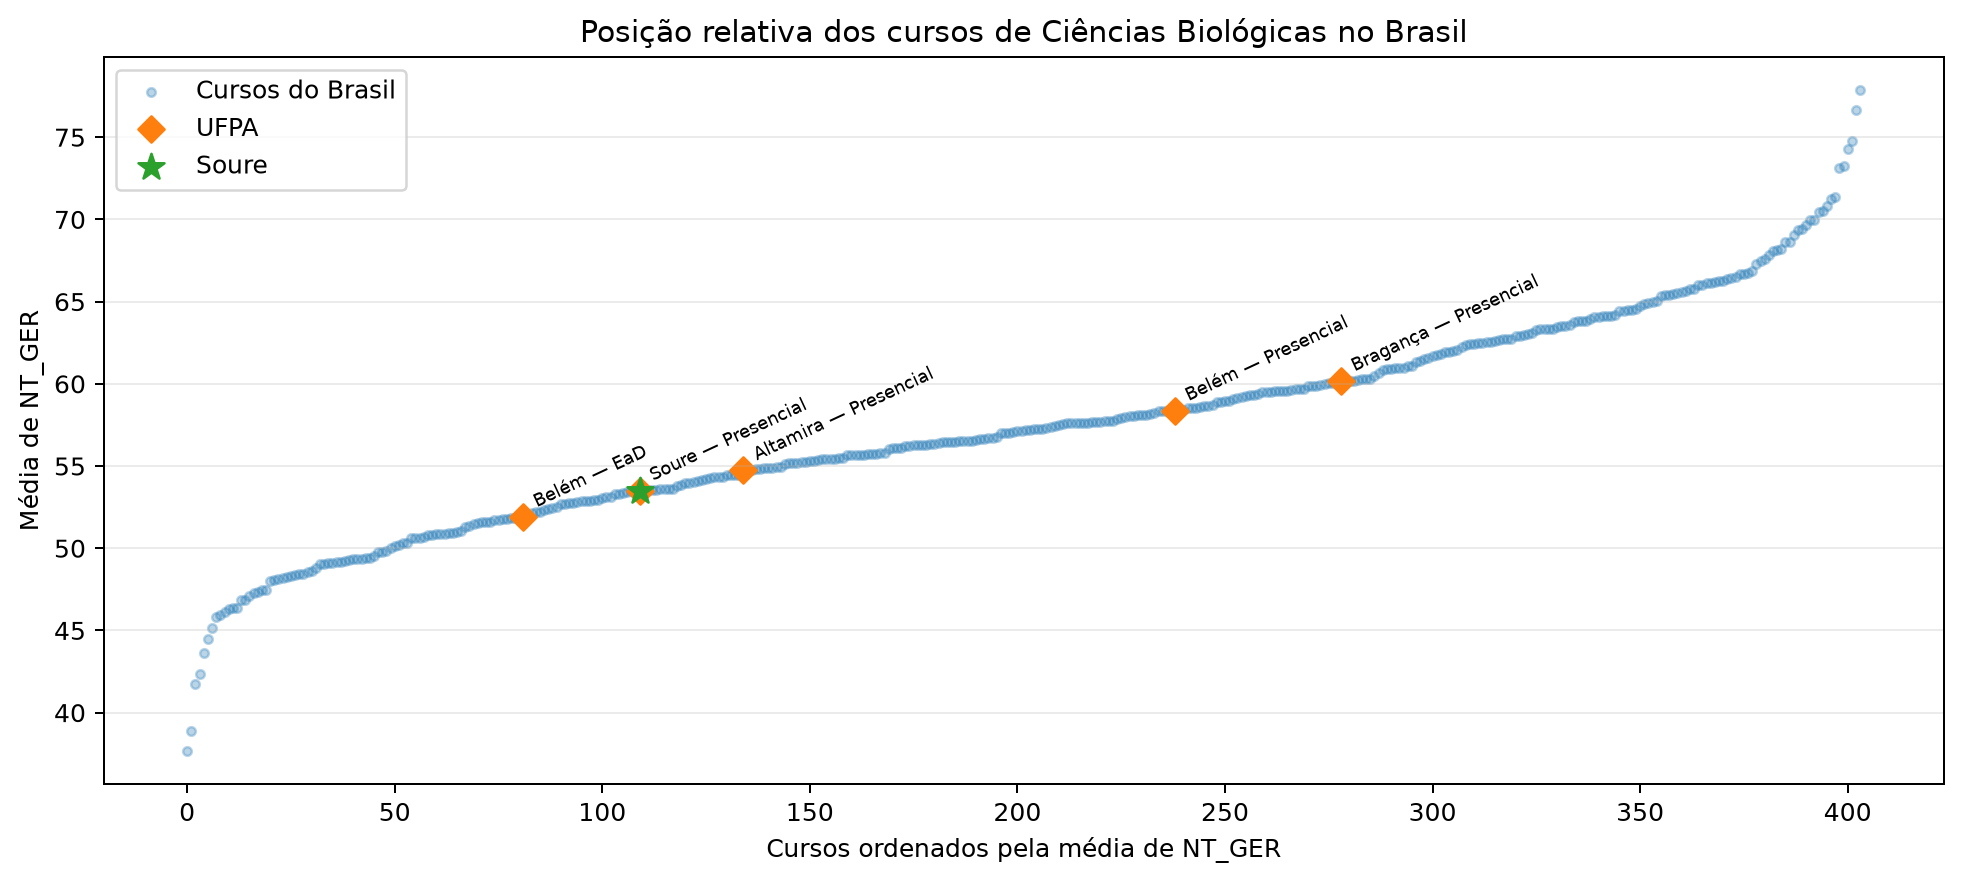 Posição relativa dos cursos de Ciências Biológicas no Brasil
Cursos do Brasil
UFPA
Soure
Média de NT_GER
75
70
65
60
55
50
45
40
Belém — EaD
Soure — Presencial
Altamira — Presencial
Belém — Presencial
Bragança — Presencial
0 50 100 150 200 250 300 350 400
Cursos ordenados pela média de NT_GER